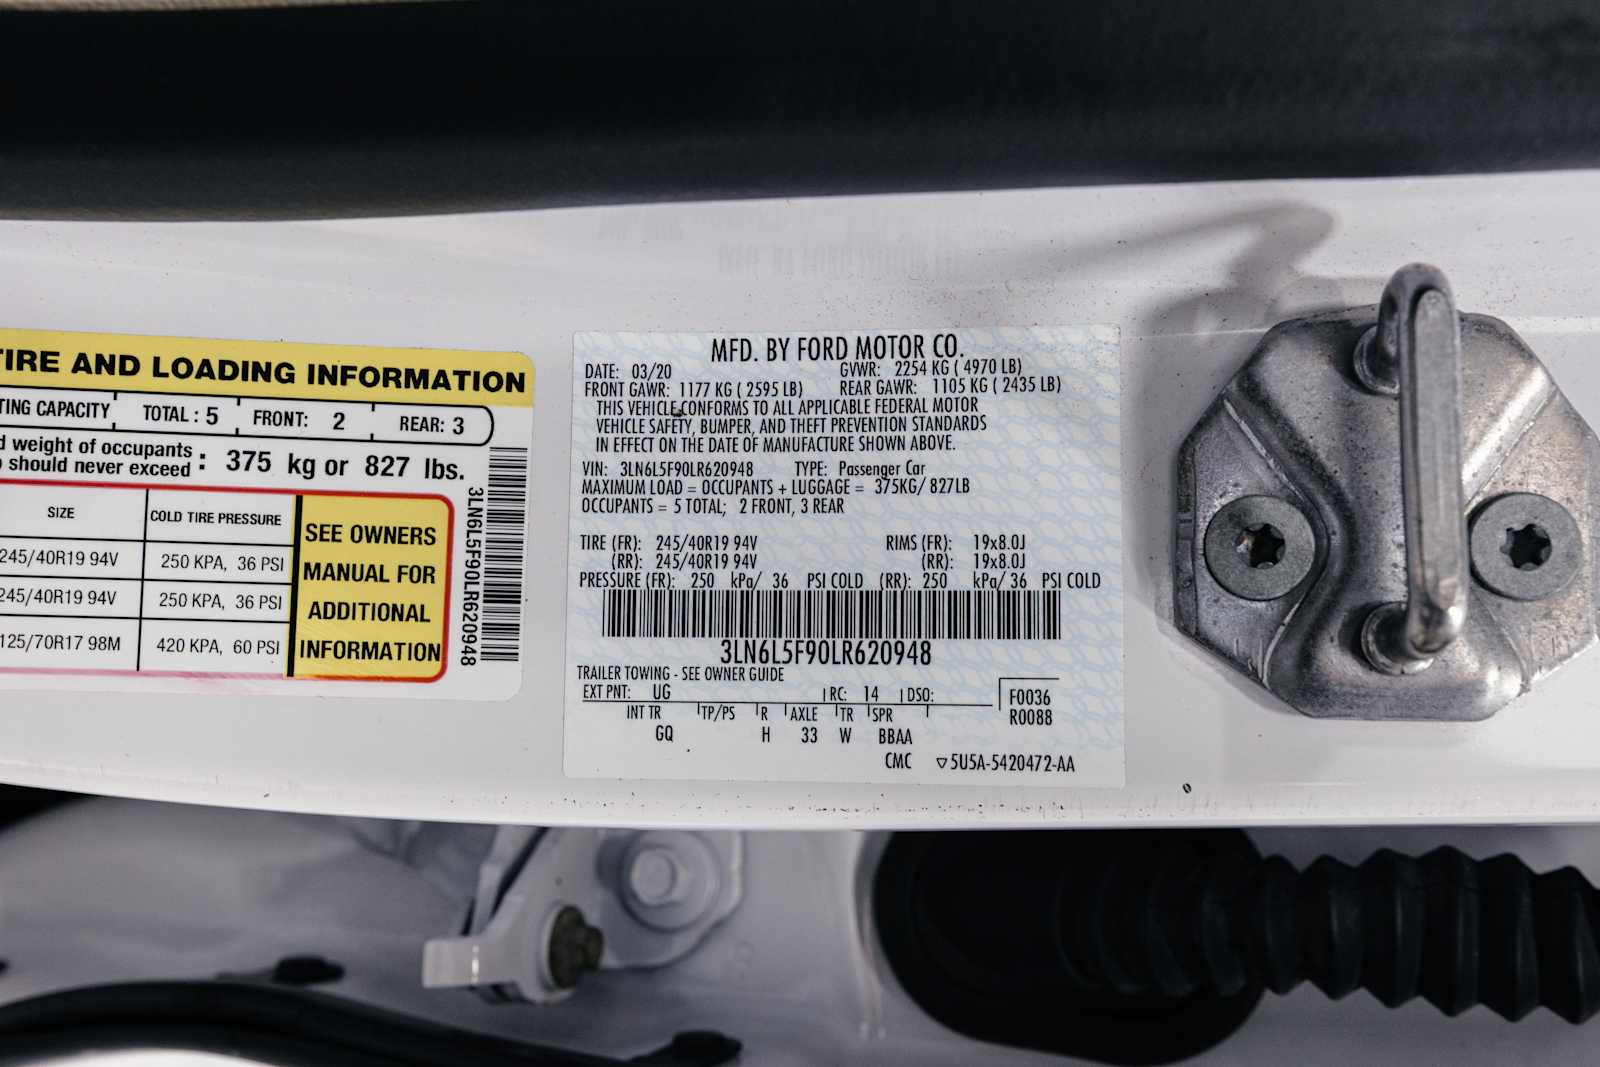 TIRE AND LOADING INFORMATION
TING CAPACITY TOTAL: 5 FRONT: 2 REAR: 3
d weight of occupants
should never exceed : 375 kg or 827 lbs.
SIZE COLD TIRE PRESSURE
245/40R19 94V 250 KPA, 36 PSI
245/40R19 94V 250 KPA, 36 PSI
125/70R17 98M 420 KPA, 60 PSI
SEE OWNERS
MANUAL FOR
ADDITIONAL
INFORMATION
3LN6L5F90LR620948
MFD. BY FORD MOTOR CO.
DATE: 03/20 GVWR: 2254 KG ( 4970 LB)
FRONT GAWR: 1177 KG ( 2595 LB) REAR GAWR: 1105 KG ( 2435 LB)
THIS VEHICLE CONFORMS TO ALL APPLICABLE FEDERAL MOTOR
VEHICLE SAFETY, BUMPER, AND THEFT PREVENTION STANDARDS
IN EFFECT ON THE DATE OF MANUFACTURE SHOWN ABOVE.
VIN: 3LN6L5F90LR620948 TYPE: Passenger Car
MAXIMUM LOAD = OCCUPANTS + LUGGAGE = 375KG/ 827LB
OCCUPANTS = 5 TOTAL; 2 FRONT, 3 REAR
TIRE (FR): 245/40R19 94V RIMS (FR): 19x8.0J
(RR): 245/40R19 94V (RR): 19x8.0J
PRESSURE (FR): 250 kPa/ 36 PSI COLD (RR): 250 kPa/ 36 PSI COLD
3LN6L5F90LR620948
TRAILER TOWING - SEE OWNER GUIDE
EXT PNT: UG RC: 14 DSO:
F0036
R0088
INT TR TP/PS R AXLE TR SPR
GQ H 33 W BBAA
CMC ▽5U5A-5420472-AA